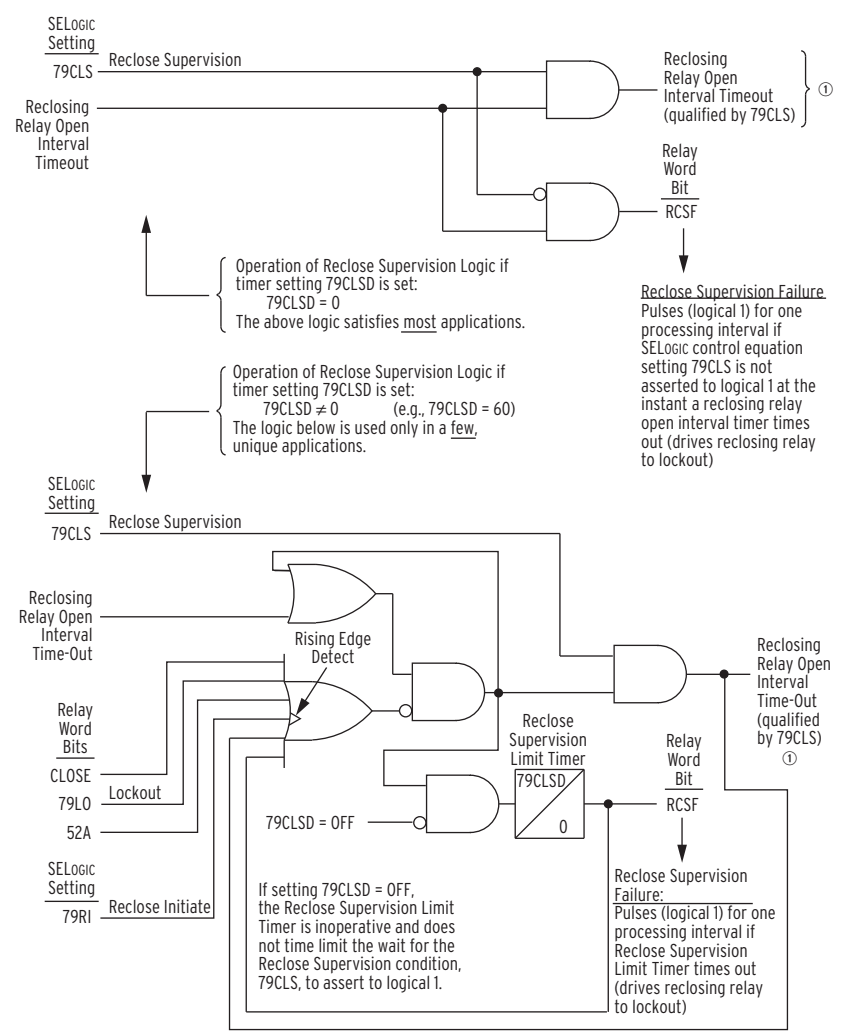 SELOGIC
Setting
79CLS
Reclose Supervision
Reclosing
Relay Open
Interval
Timeout
Reclosing
Relay Open
Interval Timeout
(qualified by 79CLS)
①
Relay
Word
Bit
RCSF
Operation of Reclose Supervision Logic if
timer setting 79CLSD is set:
79CLSD = 0
The above logic satisfies most applications.
Reclose Supervision Failure
Pulses (logical 1) for one
processing interval if
SELOGIC control equation
setting 79CLS is not
asserted to logical 1 at the
instant a reclosing relay
open interval timer times
out (drives reclosing relay
to lockout)
Operation of Reclose Supervision Logic if
timer setting 79CLSD is set:
79CLSD ≠ 0 (e.g., 79CLSD = 60)
The logic below is used only in a few,
unique applications.
SELOGIC
Setting
79CLS
Reclose Supervision
Reclosing
Relay Open
Interval
Time-Out
Rising Edge
Detect
Relay
Word
Bits
CLOSE
79LO
Lockout
52A
SELOGIC
Setting
79RI
Reclose Initiate
Reclosing
Relay Open
Interval
Time-Out
(qualified
by 79CLS)
①
Reclose
Supervision
Limit Timer
79CLSD
0
79CLSD = OFF
Relay
Word
Bit
RCSF
If setting 79CLSD = OFF,
the Reclose Supervision Limit
Timer is inoperative and does
not time limit the wait for the
Reclose Supervision condition,
79CLS, to assert to logical 1.
Reclose Supervision
Failure:
Pulses (logical 1) for one
processing interval if
Reclose Supervision
Limit Timer times out
(drives reclosing relay
to lockout)